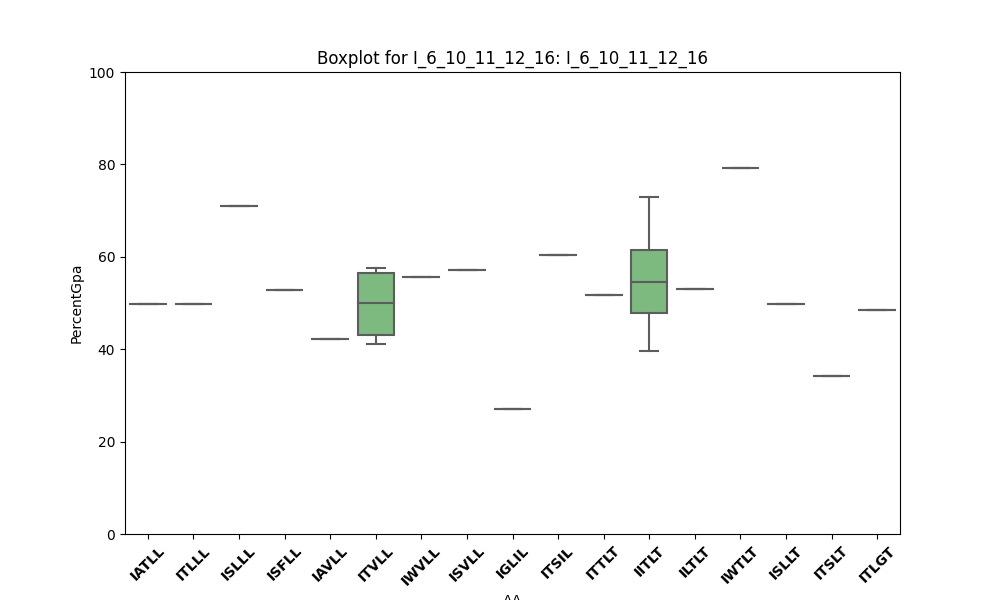 Boxplot for I_6_10_11_12_16: I_6_10_11_12_16
100
80
60
40
20
0
PercentGpa
IATLL
ITLLL
ISLLL
ISFLL
IAVLL
ITVLL
IWVLL
ISVLL
IGLIL
ITSIL
ITTLT
IITLT
ILTLT
IWTLT
ISLLT
ITSLT
ITLGT
AA